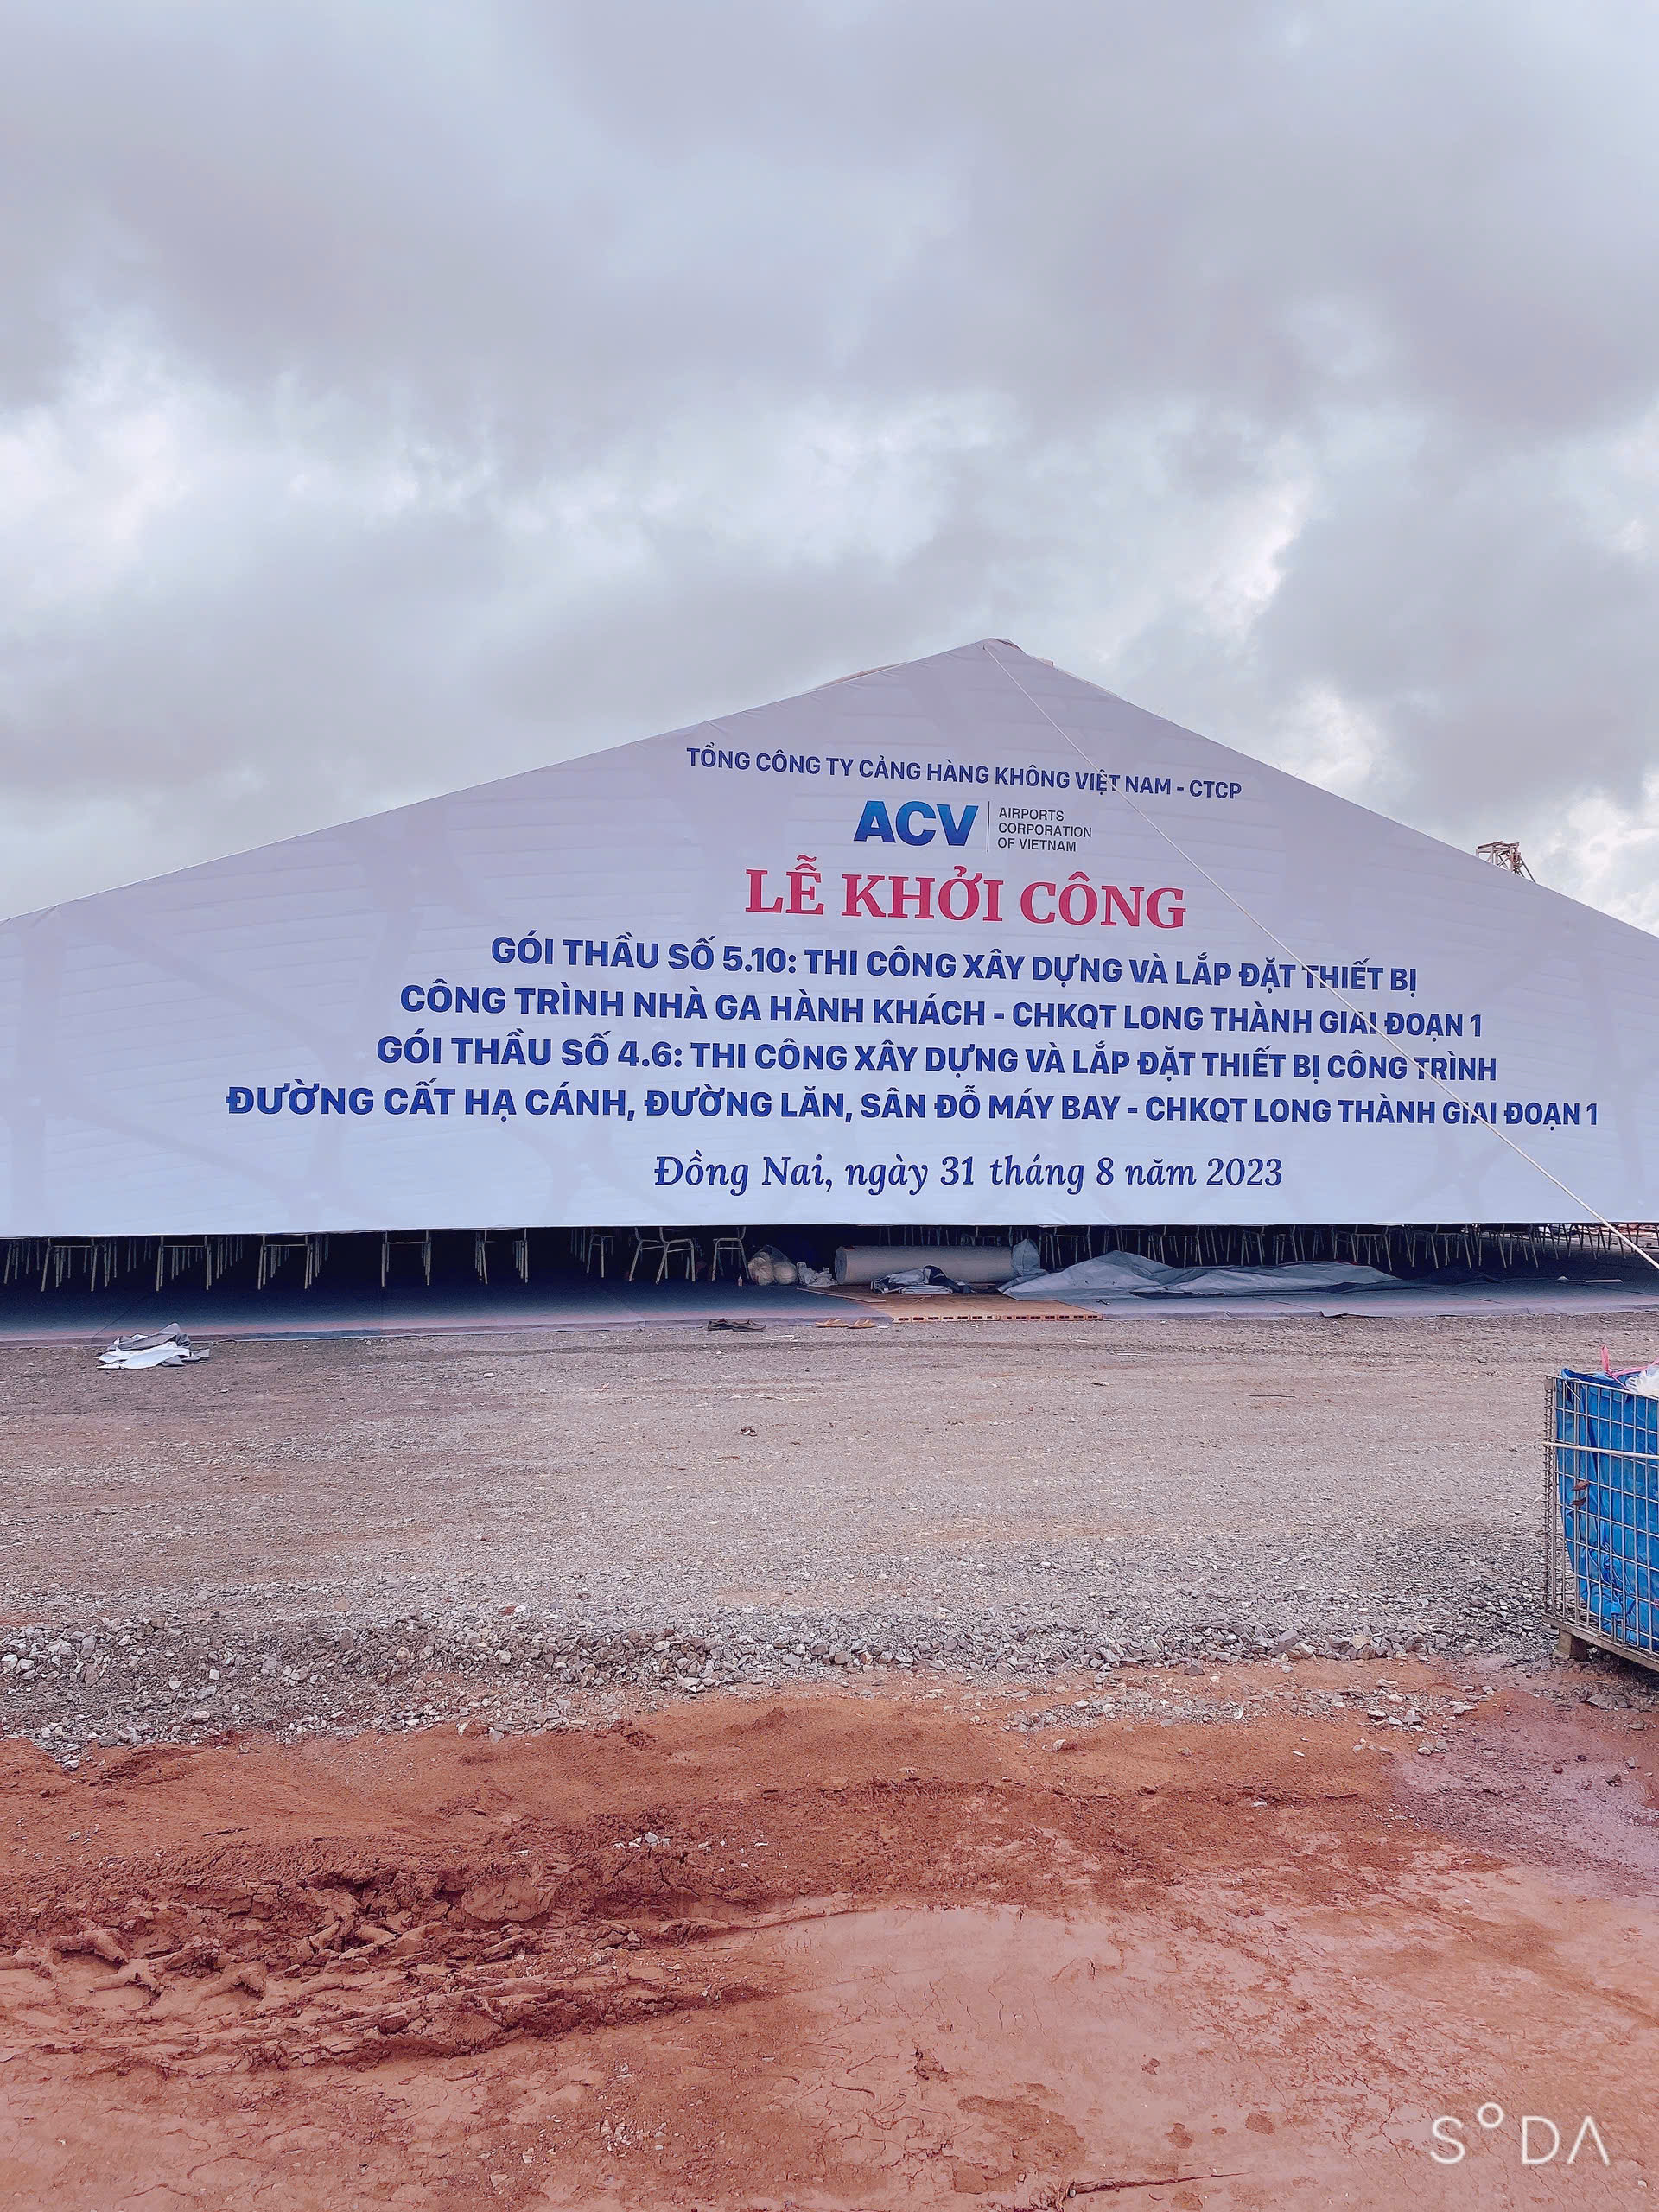 TỔNG CÔNG TY CẢNG HÀNG KHÔNG VIỆT NAM - CTCP
ACV
AIRPORTS
CORPORATION
OF VIETNAM
LỄ KHỞI CÔNG
GÓI THẦU SỐ 5.10: THI CÔNG XÂY DỰNG VÀ LẮP ĐẶT THIẾT BỊ
CÔNG TRÌNH NHÀ GA HÀNH KHÁCH - CHKQT LONG THÀNH GIAI ĐOẠN 1
GÓI THẦU SỐ 4.6: THI CÔNG XÂY DỰNG VÀ LẮP ĐẶT THIẾT BỊ CÔNG TRÌNH
ĐƯỜNG CẤT HẠ CÁNH, ĐƯỜNG LĂN, SÂN ĐỖ MÁY BAY - CHKQT LONG THÀNH GIAI ĐOẠN 1
Đồng Nai, ngày 31 tháng 8 năm 2023
SODA